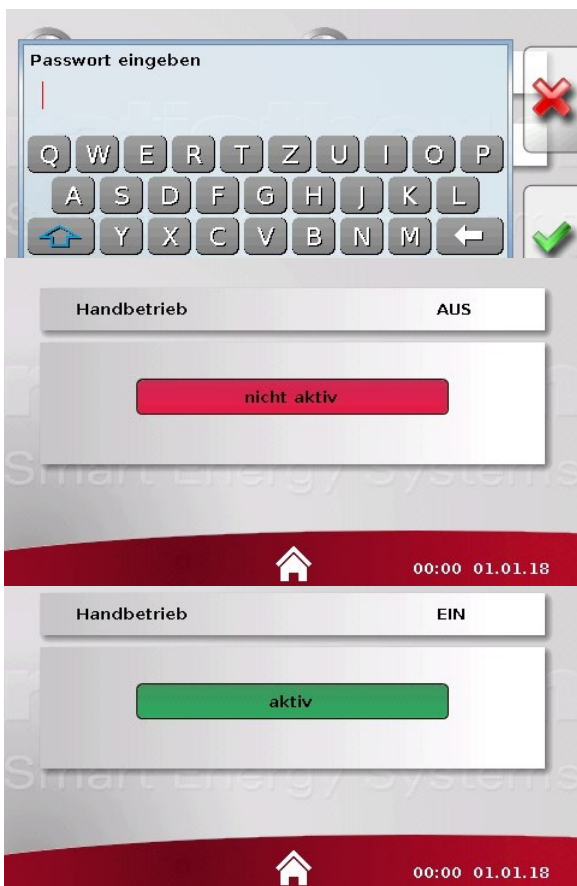 Passwort eingeben
Q W E R T Z U I O P
A S D F G H J K L
Y X C V B N M
Handbetrieb AUS
nicht aktiv
Smart Energy Systems
00:00 01.01.18
Handbetrieb EIN
aktiv
Smart Energy Systems
00:00 01.01.18